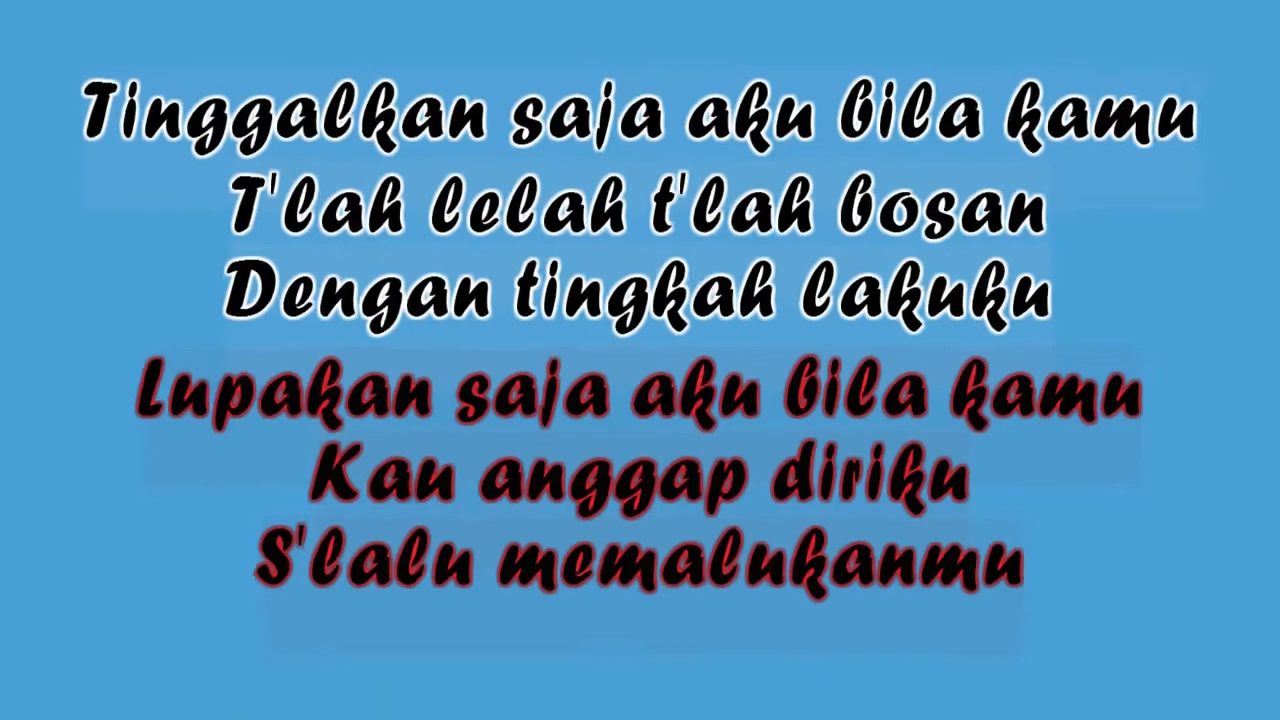 Tinggalkan saja aku bila kamu
T'lah lelah t'lah bosan
Dengan tingkah lakuku
Lupakan saja aku bila kamu
Kau anggap diriku
S'lalu memalukanmu